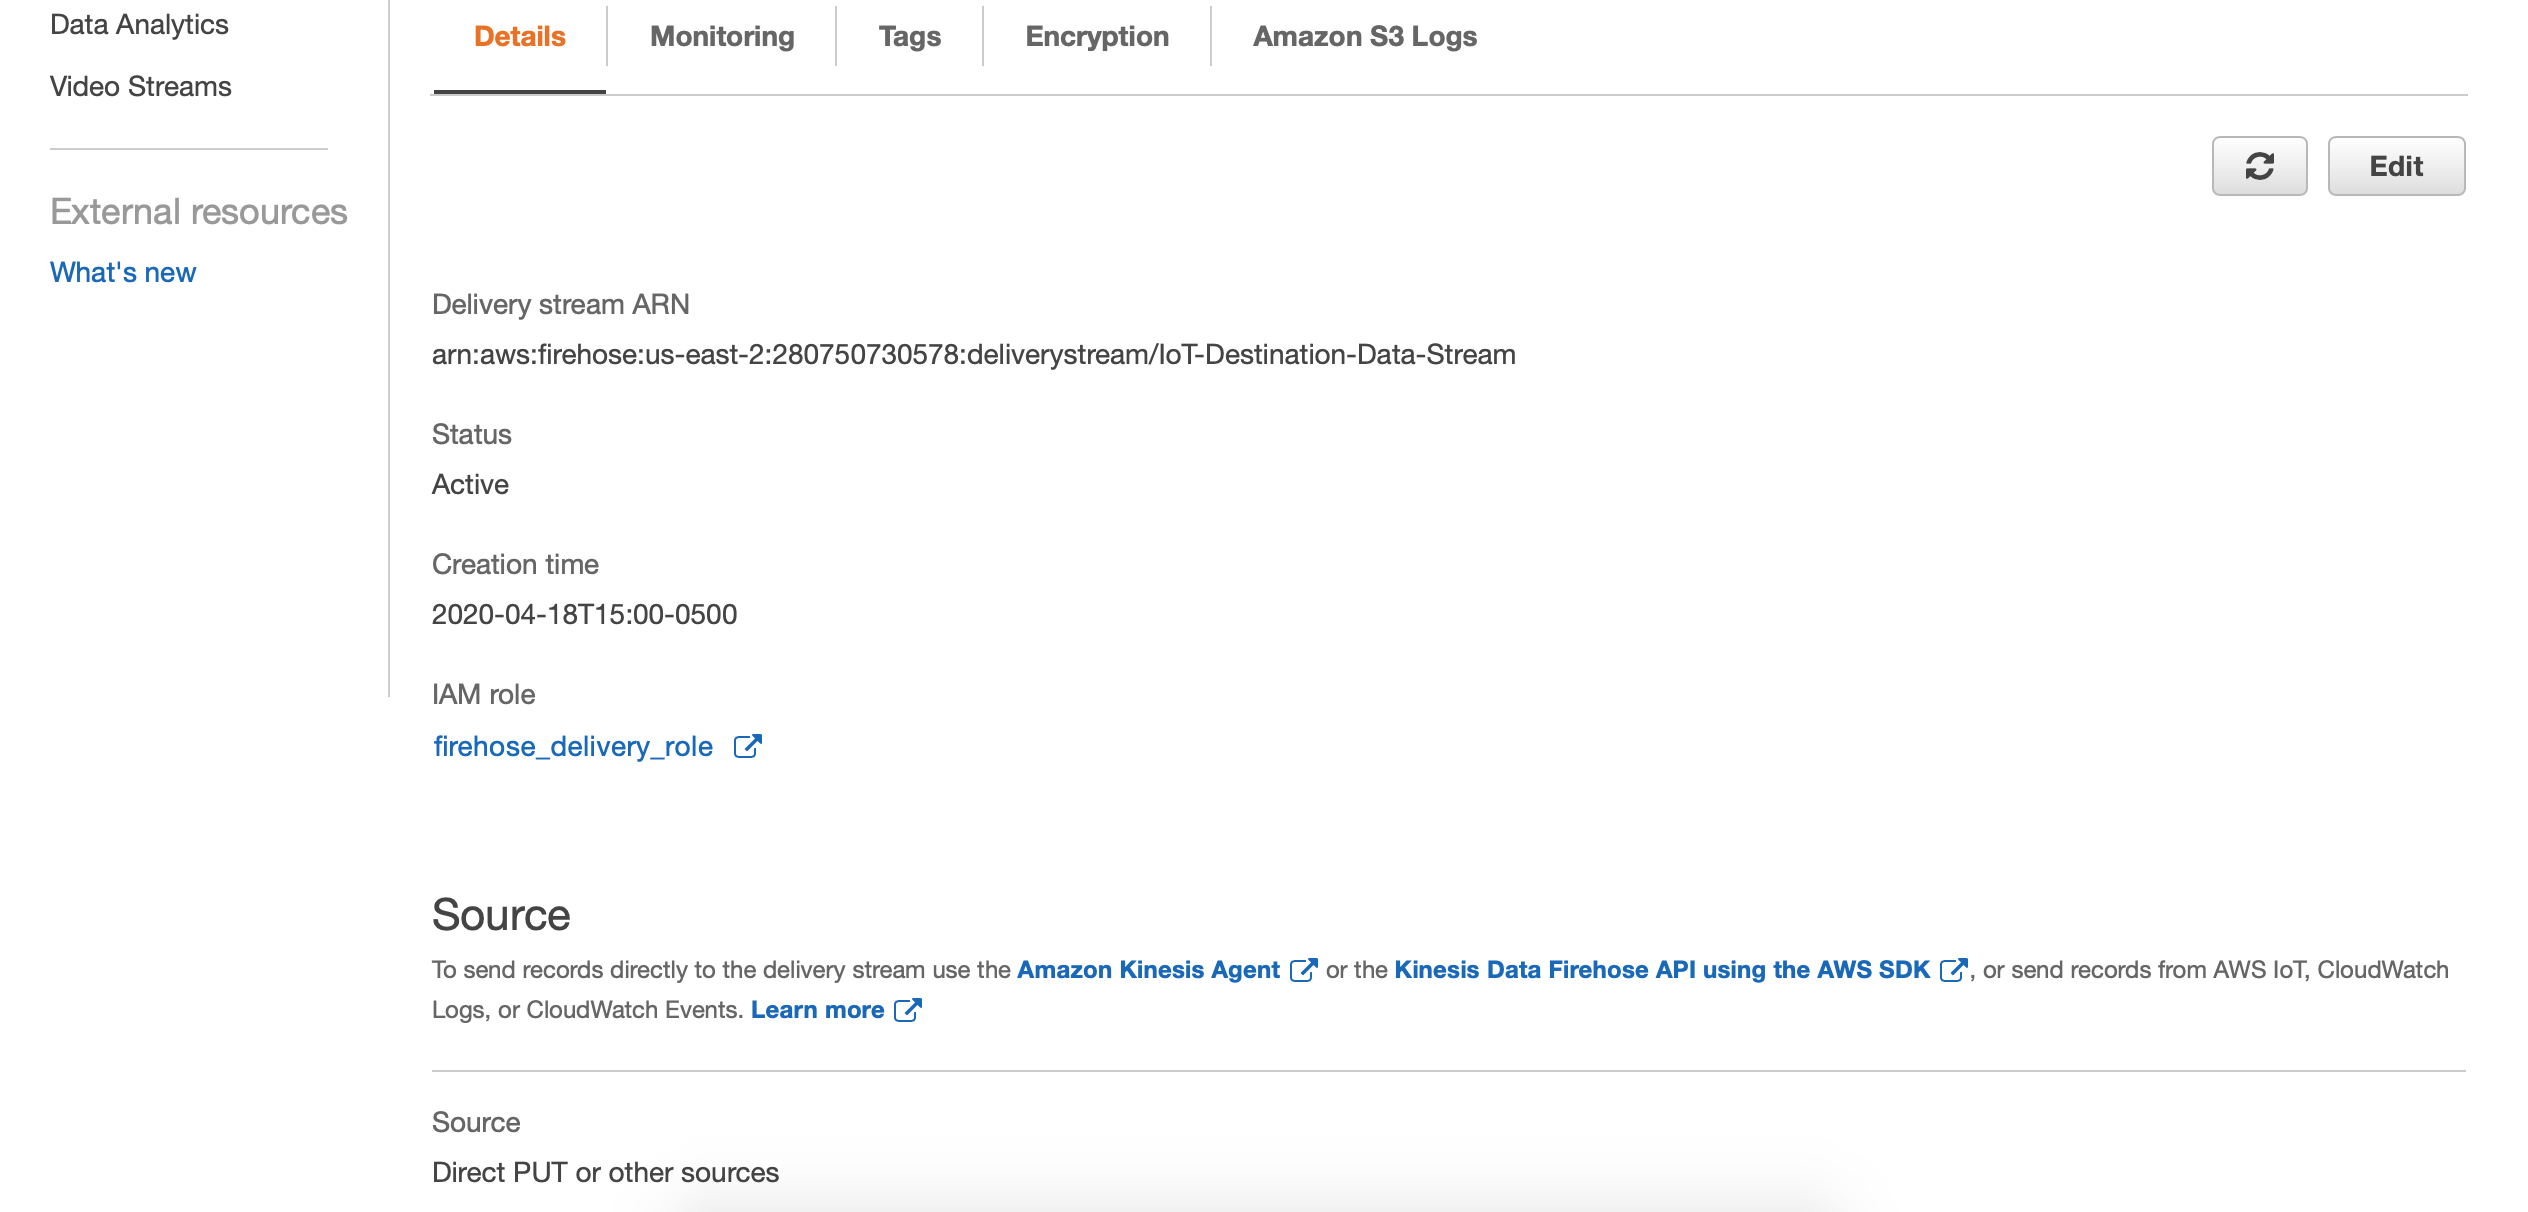 Data Analytics
Video Streams
External resources
What's new
Details Monitoring Tags Encryption Amazon S3 Logs
Edit
Delivery stream ARN
arn:aws:firehose:us-east-2:280750730578:deliverystream/IoT-Destination-Data-Stream
Status
Active
Creation time
2020-04-18T15:00-0500
IAM role
firehose_delivery_role
Source
To send records directly to the delivery stream use the Amazon Kinesis Agent or the Kinesis Data Firehose API using the AWS SDK , or send records from AWS IoT, CloudWatch
Logs, or CloudWatch Events. Learn more
Source
Direct PUT or other sources